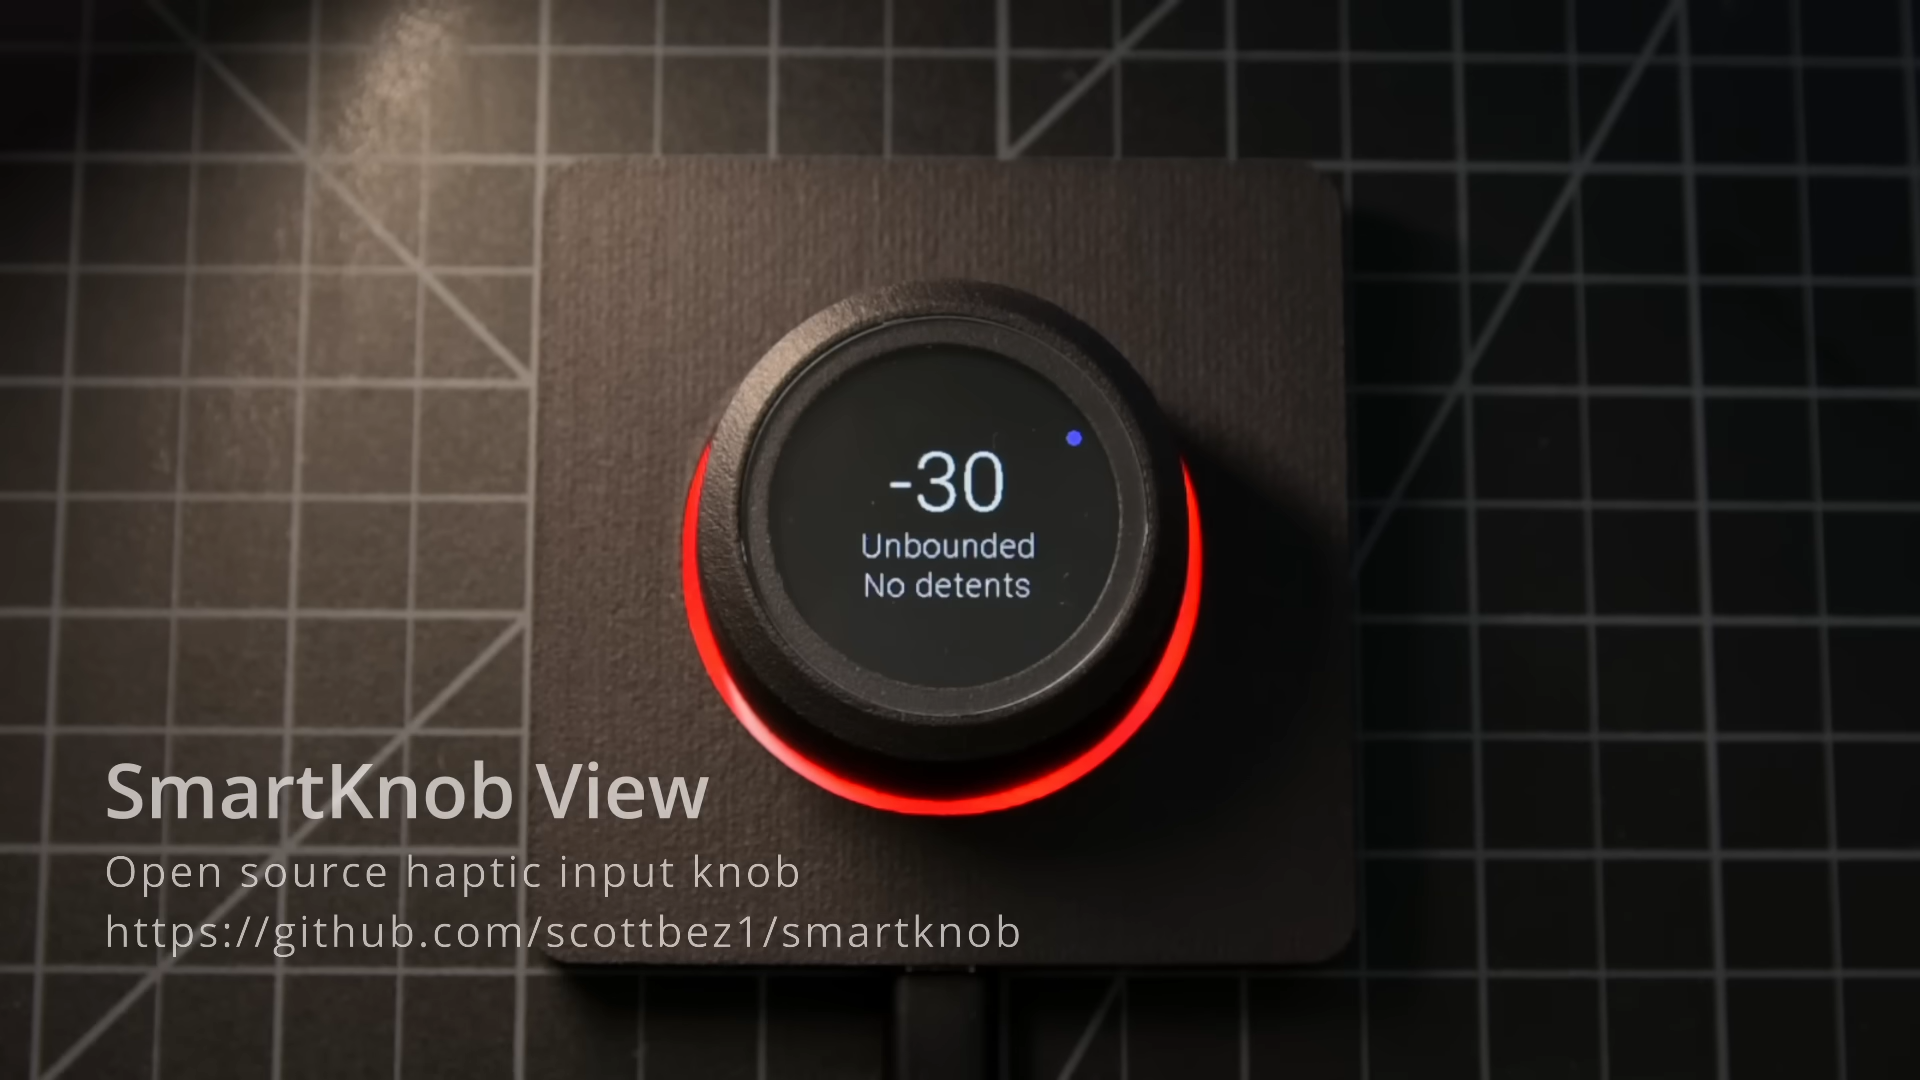 -30
Unbounded
No detents
SmartKnob View
Open source haptic input knob
https://github.com/scottbez1/smartknob